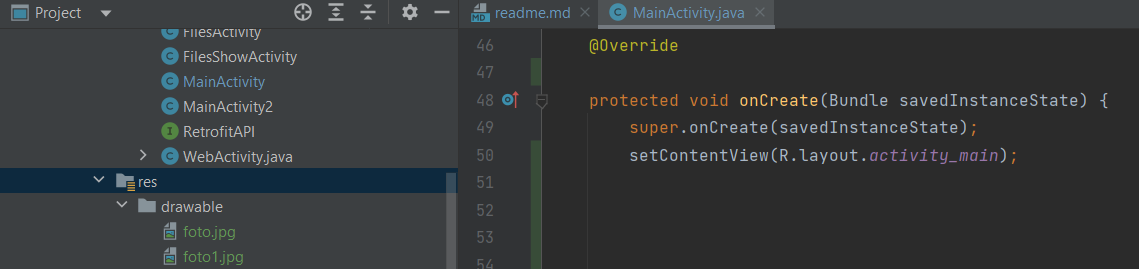 Project
FilesActivity
FilesShowActivity
MainActivity
MainActivity2
RetrofitAPI
WebActivity.java
res
drawable
foto.jpg
foto1.jpg
readme.md
MainActivity.java
46 @Override
47
48 protected void onCreate(Bundle savedInstanceState) {
49 super.onCreate(savedInstanceState);
50 setContentView(R.layout.activity_main);
51
52
53
54